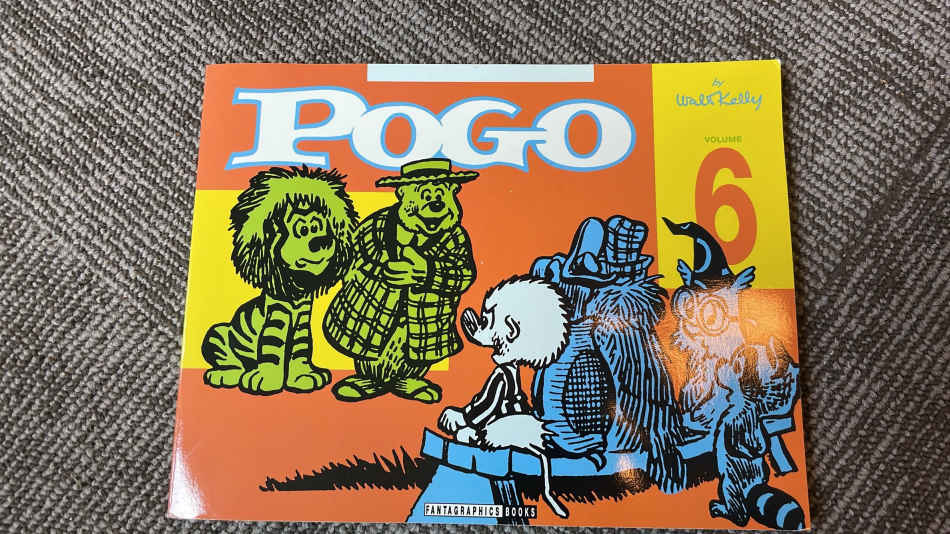 POGO
by
Walt Kelly
VOLUME
6
FANTAGRAPHICS BOOKS